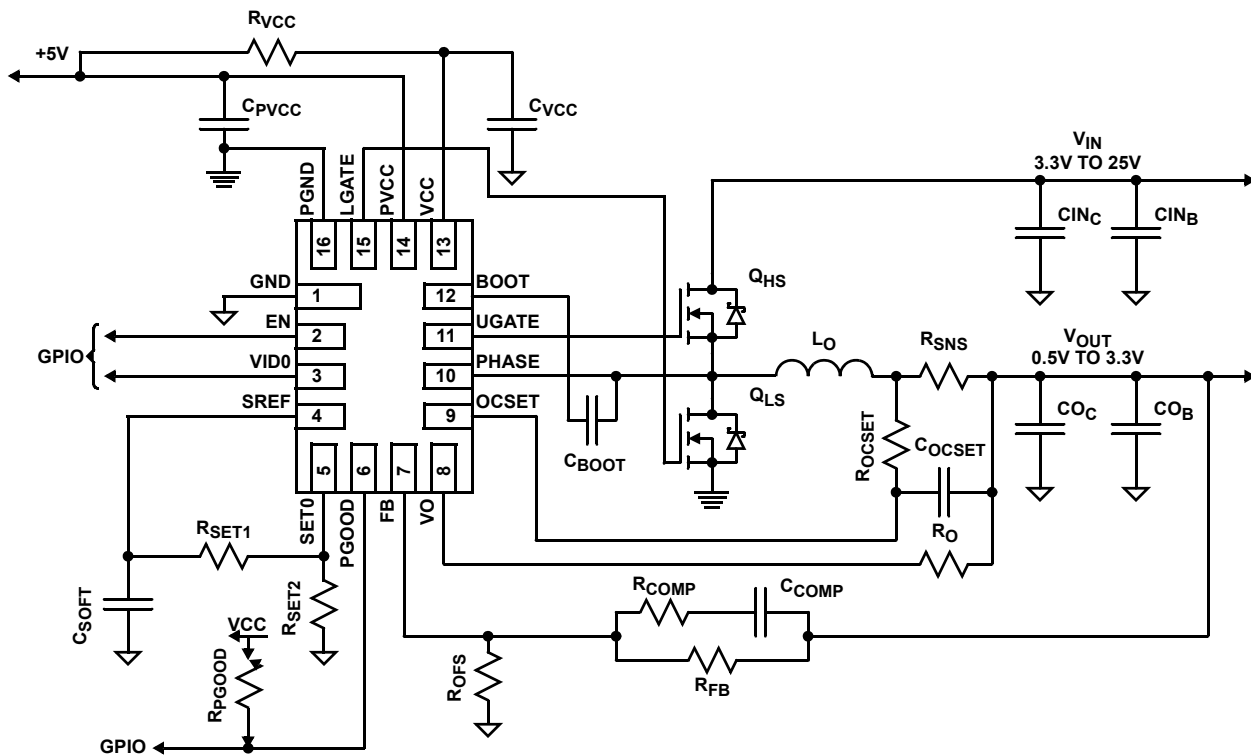 RVCC
+5V
CPVCC
CVCC
VIN
3.3V TO 25V
PGND
LGATE
PVCC
VCC
16
15
14
13
CINC
CINB
GND
1
12
BOOT
QHS
EN
2
11
UGATE
GPIO
VID0
3
10
PHASE
LO
RSNS
VOUT
0.5V TO 3.3V
SREF
4
9
OCSET
QLS
CBOOT
ROCSET
COCSET
COC
COB
5
6
7
8
SET0
PGOOD
FB
VO
RO
RSET1
RSET2
CSOFT
RCOMP
CCOMP
VCC
RPGOOD
ROFS
RFB
GPIO